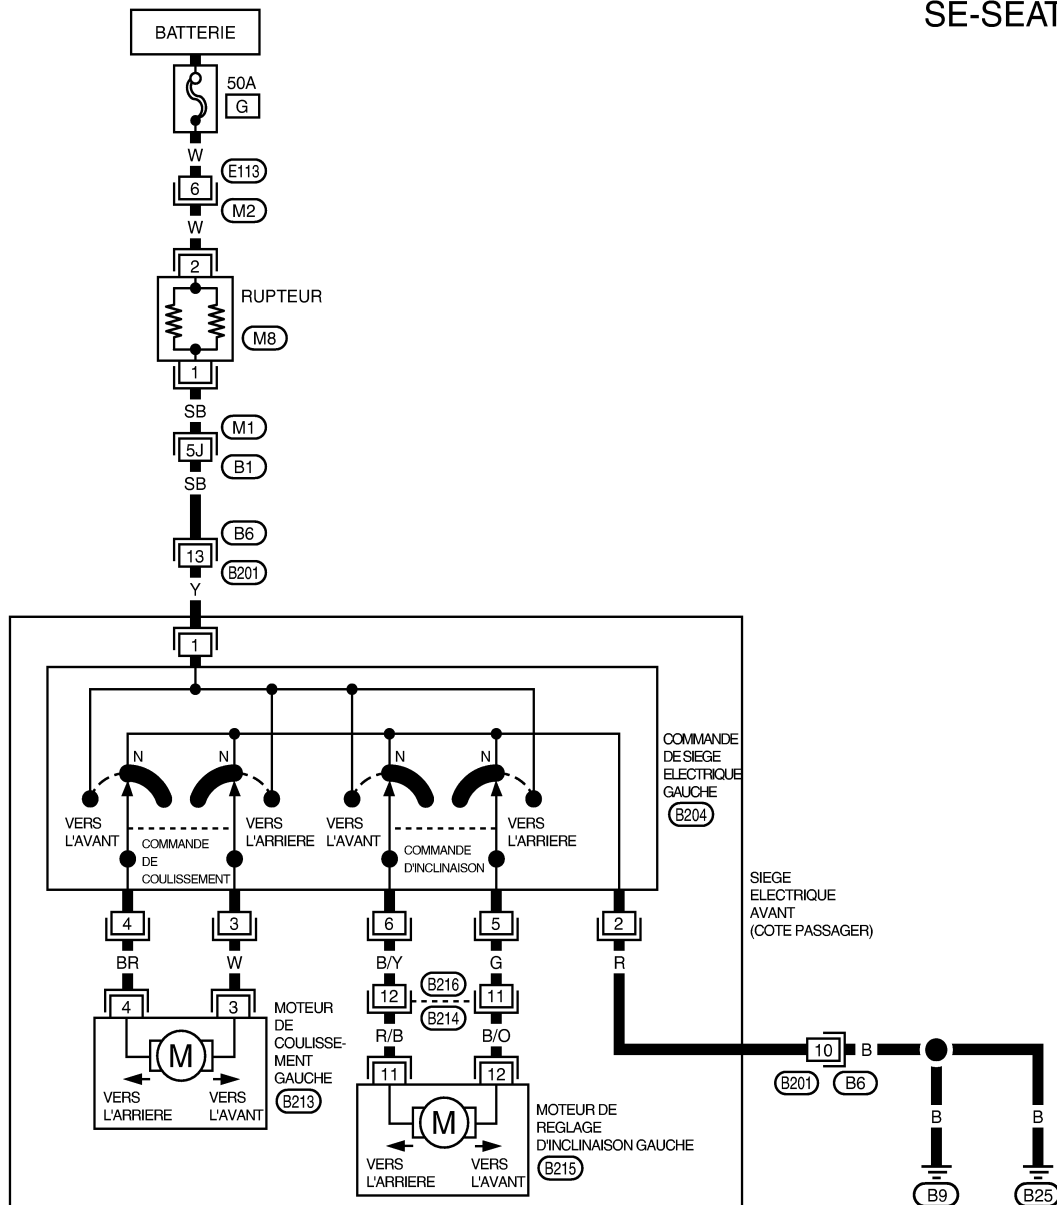 SE-SEAT
BATTERIE
50A
G
W
E113
6
M2
W
2
RUPTEUR
M8
1
SB
M1
5J
B1
SB
B6
13
B201
Y
1
N
N
N
N
VERS
L'AVANT
VERS
L'ARRIERE
VERS
L'AVANT
VERS
L'ARRIERE
COMMANDE
DE
COULISSEMENT
COMMANDE
D'INCLINAISON
COMMANDE
DE SIEGE
ELECTRIQUE
GAUCHE
B204
SIEGE
ELECTRIQUE
AVANT
(COTE PASSAGER)
4
3
6
5
2
BR
W
B/Y
G
R
12
B216
11
B214
R/B
B/O
4
3
MOTEUR
DE
COULISSE-
MENT
GAUCHE
B213
M
VERS
L'ARRIERE
VERS
L'AVANT
11
12
M
VERS
L'ARRIERE
VERS
L'AVANT
MOTEUR DE
REGLAGE
D'INCLINAISON GAUCHE
B215
10
B
B201
B6
B
B
B9
B25